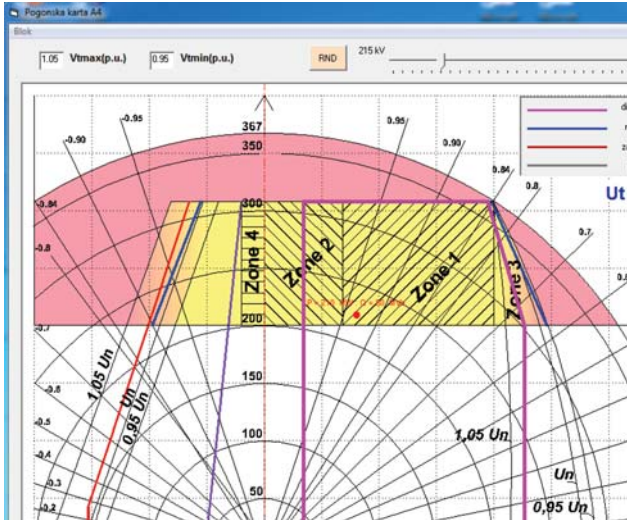 Pogonska karta A4
Blok
1.05 Vtmax(p.u.) 0.95 Vtmin(p.u.) RND 215 kV
-0.95
-0.90
-0.84
-0.8
-0.7
-0.6
-0.5
-0.4
-0.3
-0.2
367
350
300
200
150
100
50
0.95
0.90
0.84
0.8
0.7
Ut
Zone 4
Zone 2
Zone 1
Zone 3
1.05 Un
Un
0.95 Un
1.05 Un
Un
0.95 Un